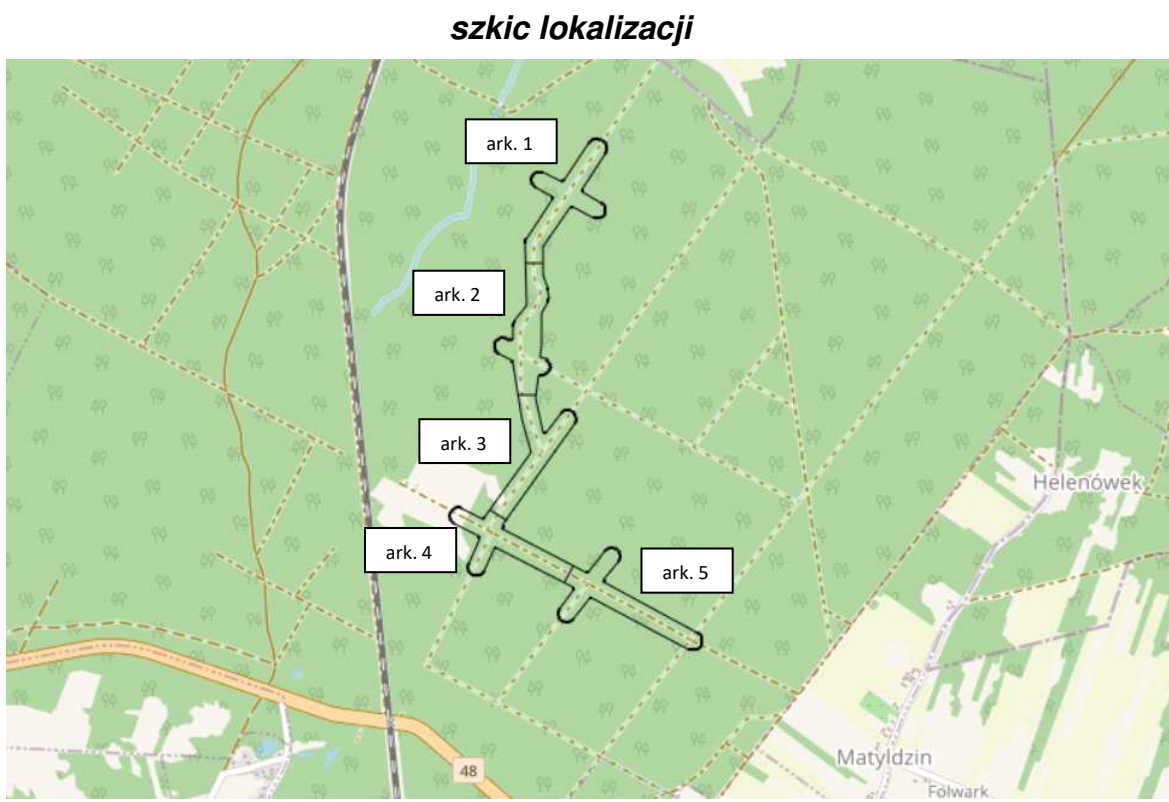 szkic lokalizacji
ark. 1
ark. 2
ark. 3
Helenówek
ark. 4
ark. 5
Matyldzin
48
Folwark